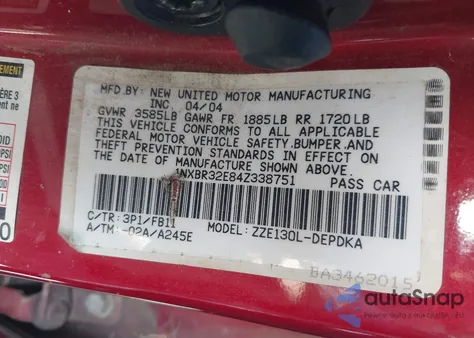 MFD.BY: NEW UNITED MOTOR MANUFACTURING
INC. 04/04
GVWR 3585LB GAWR FR 1885LB RR 1720LB
THIS VEHICLE CONFORMS TO ALL APPLICABLE
FEDERAL MOTOR VEHICLE SAFETY,BUMPER,AND
THEFT PREVENTION STANDARDS IN EFFECT ON
THE DATE OF MANUFACTURE SHOWN ABOVE.
1NXBR32E84Z338751 PASS CAR
C/TR: 3P1/FB11 MODEL: ZZE130L-DEPDKA
A/TM: -02A/A245E
BA3462015
autoSnap